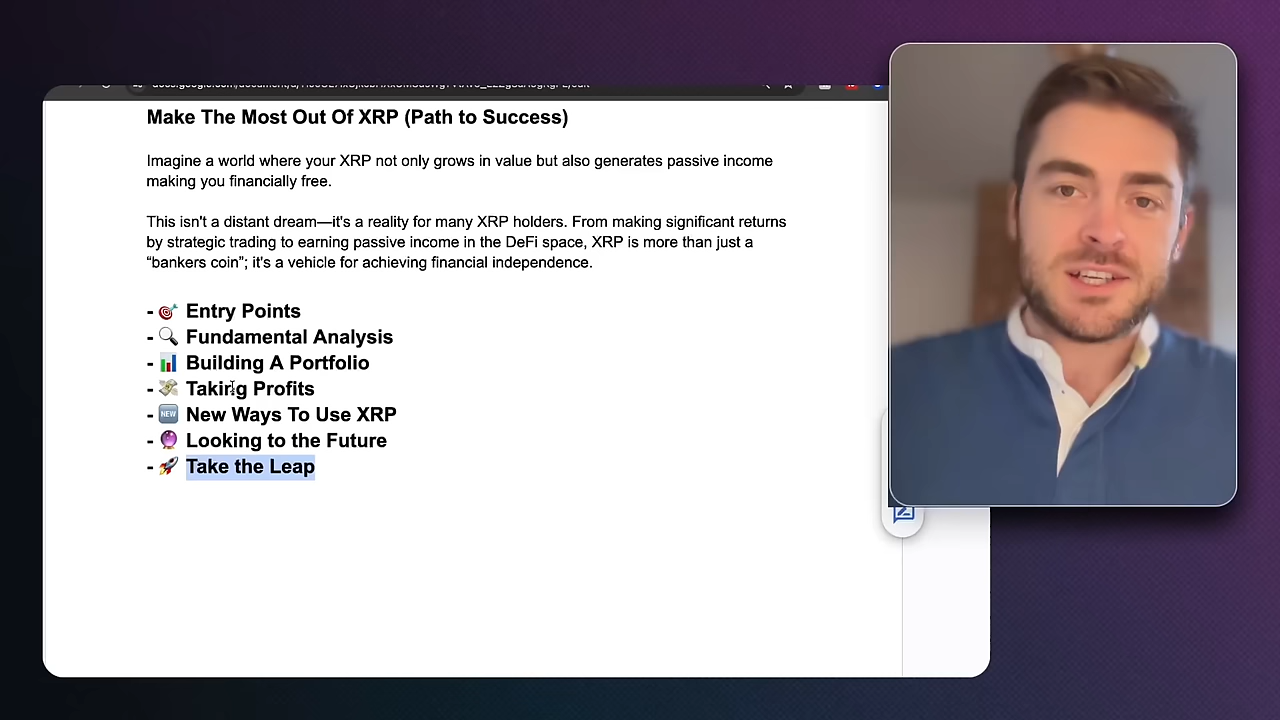 Make The Most Out Of XRP (Path to Success)
Imagine a world where your XRP not only grows in value but also generates passive income
making you financially free.
This isn't a distant dream—it's a reality for many XRP holders. From making significant returns
by strategic trading to earning passive income in the DeFi space, XRP is more than just a
“bankers coin”; it's a vehicle for achieving financial independence.
- 🎯 Entry Points
- 🔍 Fundamental Analysis
- 📊 Building A Portfolio
- 💸 Taking Profits
- 🆕 New Ways To Use XRP
- 🔮 Looking to the Future
- 🚀 Take the Leap